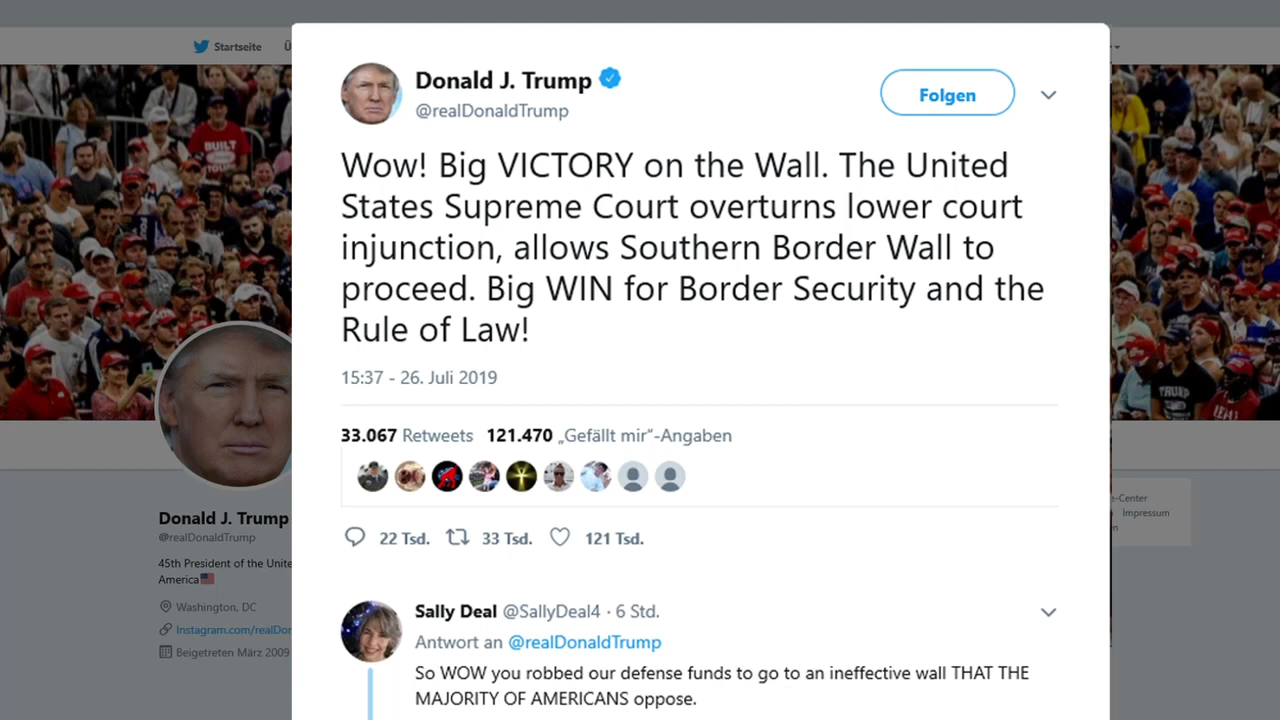 Startseite
Donald J. Trump
@realDonaldTrump
Folgen
Wow! Big VICTORY on the Wall. The United
States Supreme Court overturns lower court
injunction, allows Southern Border Wall to
proceed. Big WIN for Border Security and the
Rule of Law!
15:37 - 26. Juli 2019
33.067 Retweets 121.470 „Gefällt mir“-Angaben
22 Tsd. 33 Tsd. 121 Tsd.
Sally Deal @SallyDeal4 · 6 Std.
Antwort an @realDonaldTrump
So WOW you robbed our defense funds to go to an ineffective wall THAT THE
MAJORITY OF AMERICANS oppose.
Donald J. Trump
@realDonaldTrump
45th President of the Unite
America
Washington, DC
Instagram.com/realDor
Beigetreten März 2009
e-Center
Impressum
BUILT
TRUMP